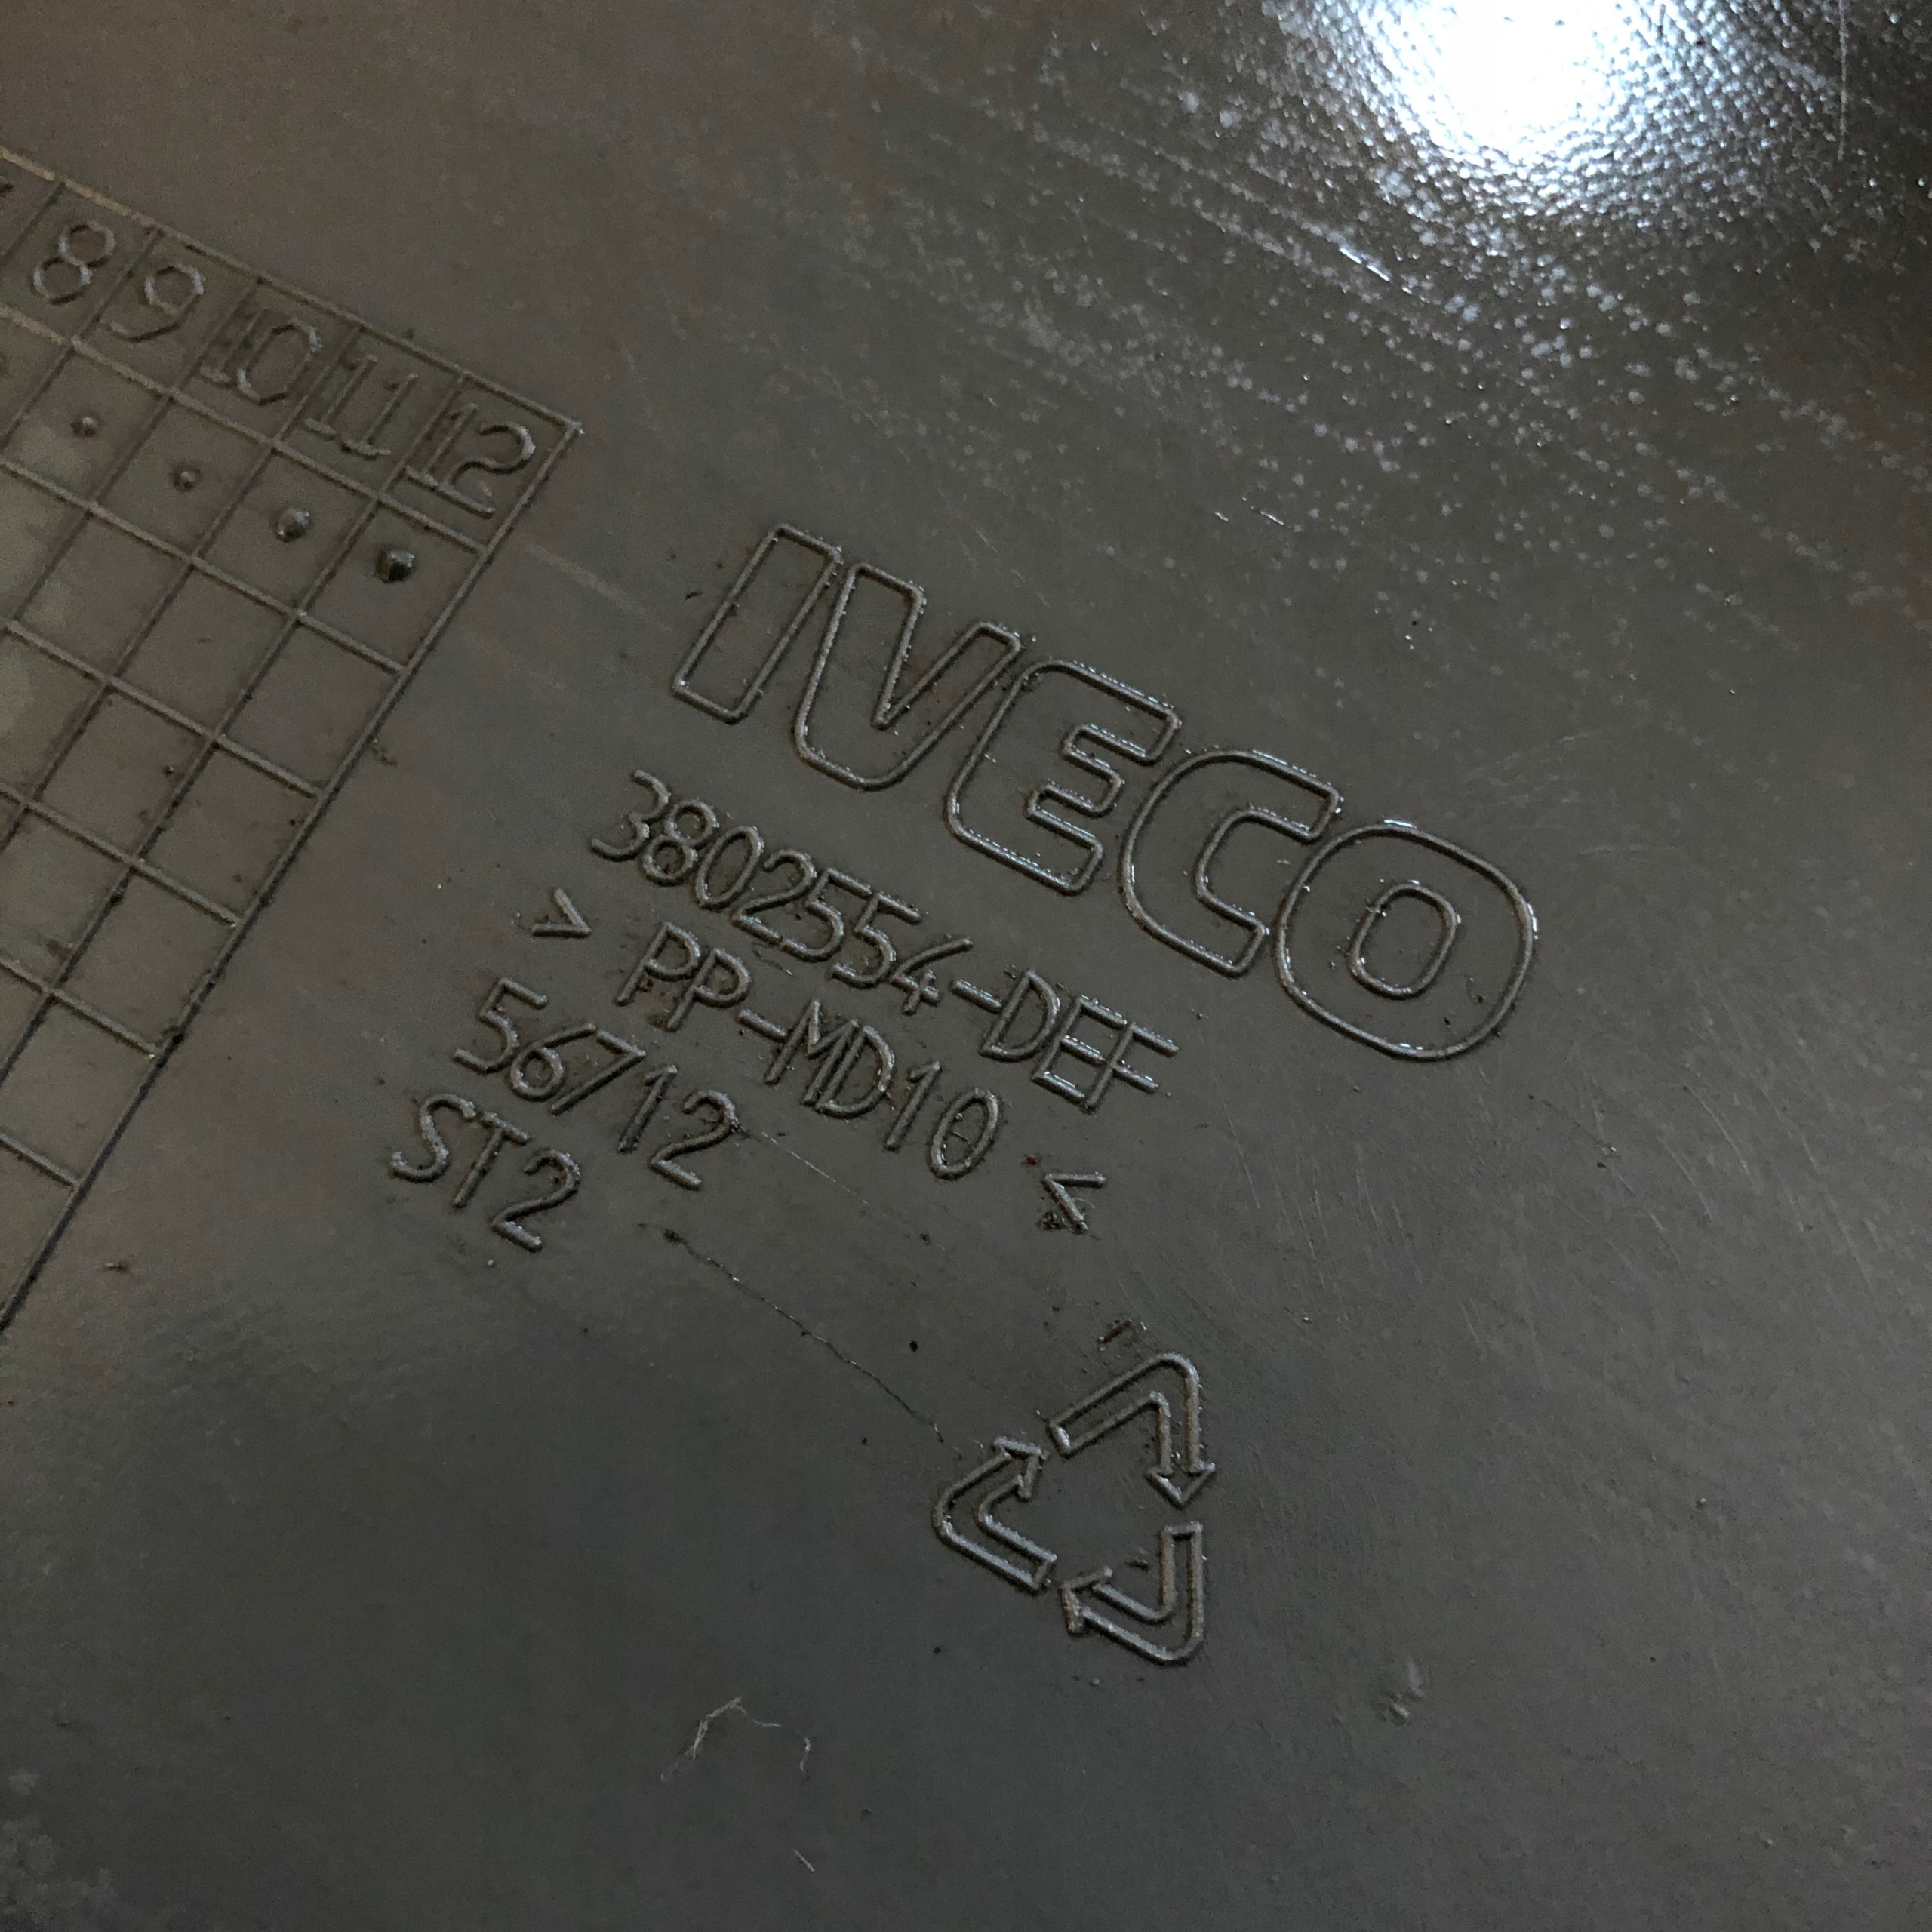 8 9 10 11 12
IVECO
3802554-DEF
> PP-MD10 <
56712
ST2